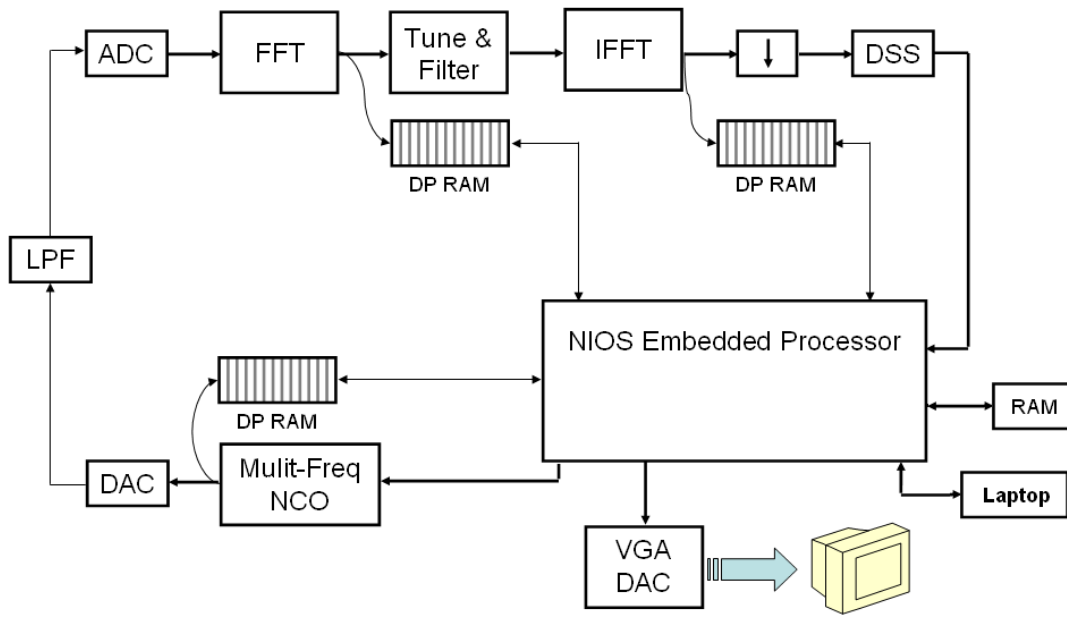 ADC
FFT
Tune &
Filter
IFFT
DSS
DP RAM
DP RAM
LPF
NIOS Embedded Processor
DP RAM
RAM
DAC
Mulit-Freq
NCO
Laptop
VGA
DAC